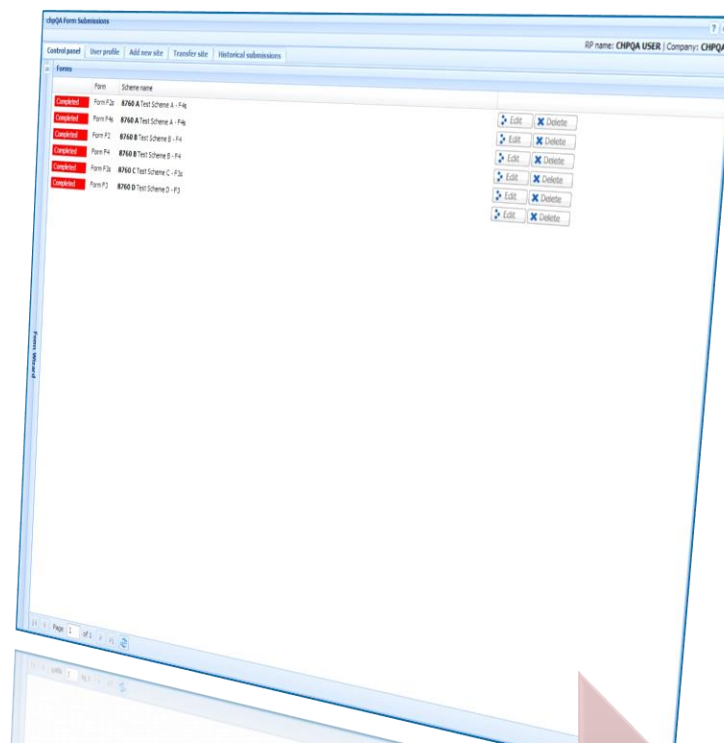 chpQA Form Submissions
?
RP name: CHPQA USER | Company: CHPQA
Control panel User profile Add new site Transfer site Historical submissions
Forms
Form Scheme name
Completed Form F2s 8760 A Test Scheme A - F4s Edit Delete
Completed Form F4s 8760 A Test Scheme A - F4s Edit Delete
Completed Form F2 8760 B Test Scheme B - F4 Edit Delete
Completed Form F4 8760 B Test Scheme B - F4 Edit Delete
Completed Form F3s 8760 C Test Scheme C - F3s Edit Delete
Completed Form F3 8760 D Test Scheme D - F3 Edit Delete
Form Wizard
Page 1 of 1